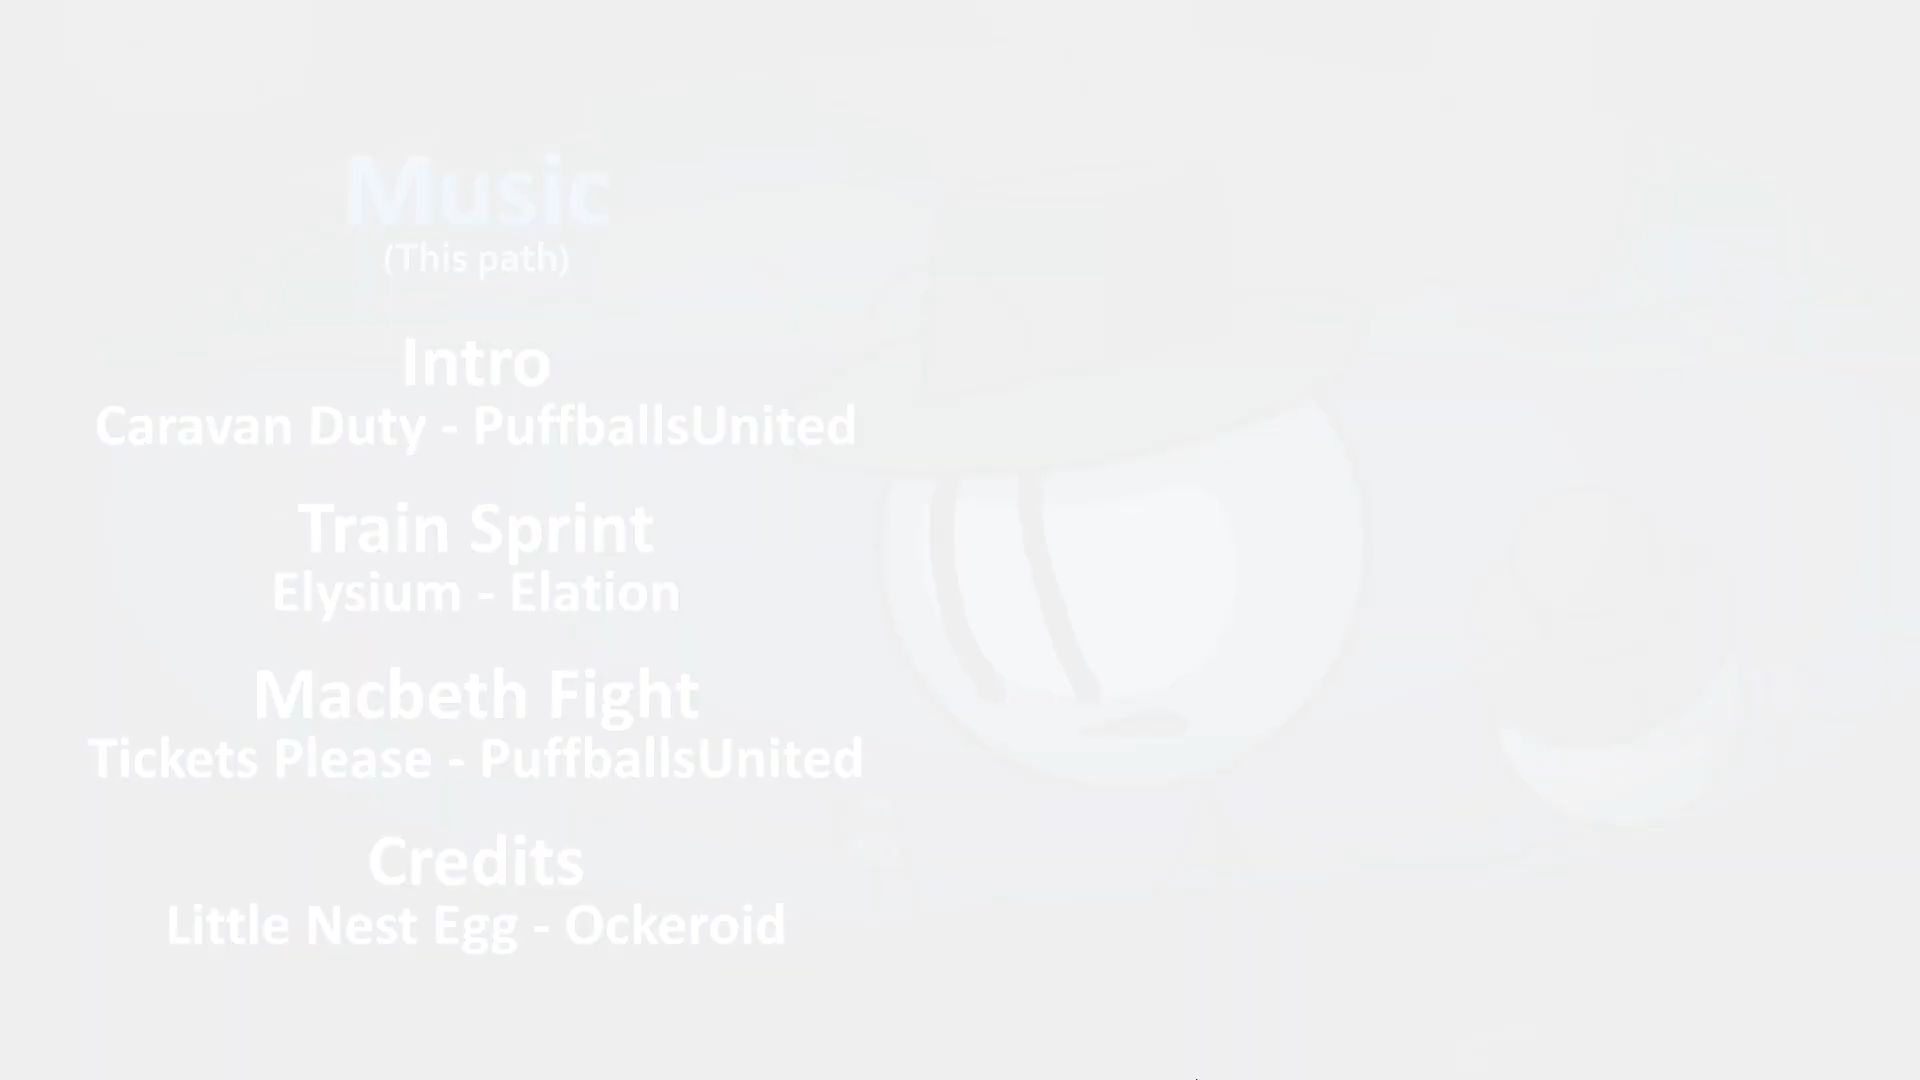 Music
(This path)
Intro
Caravan Duty - PuffballsUnited
Train Sprint
Elysium - Elation
Macbeth Fight
Tickets Please - PuffballsUnited
Credits
Little Nest Egg - Ockeroid